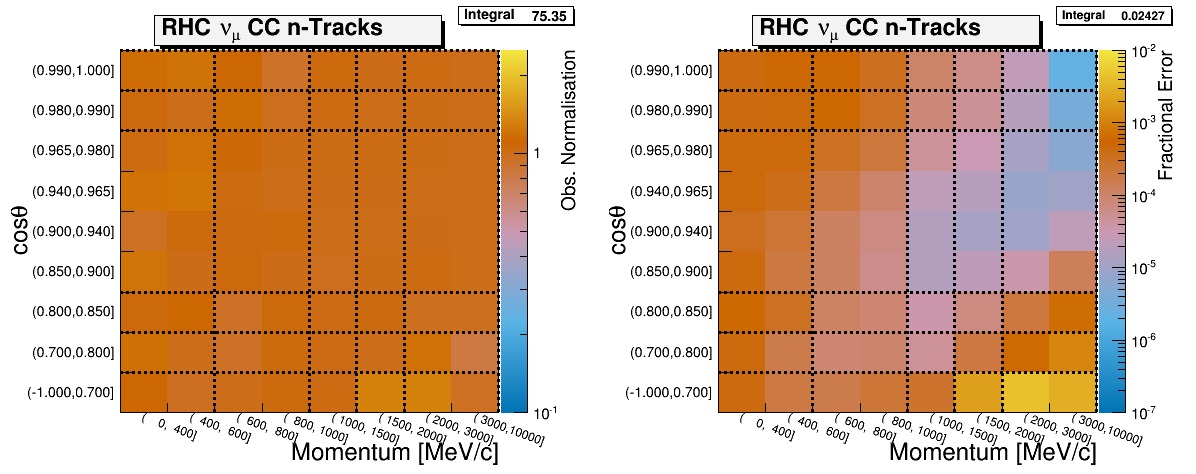 RHC νμ CC n-Tracks
Integral 75.35
(0.990,1.000]
(0.980,0.990]
(0.965,0.980]
(0.940,0.965]
(0.900,0.940]
(0.850,0.900]
(0.800,0.850]
(0.700,0.800]
(-1.000,0.700]
cosθ
( 0, 400]
( 400, 600]
( 600, 800]
( 800, 1000]
( 1000, 1500]
( 1500, 2000]
( 2000, 3000]
( 3000,10000]
Momentum [MeV/c]
1
10-1
Obs. Normalisation
RHC νμ CC n-Tracks
Integral 0.02427
(0.990,1.000]
(0.980,0.990]
(0.965,0.980]
(0.940,0.965]
(0.900,0.940]
(0.850,0.900]
(0.800,0.850]
(0.700,0.800]
(-1.000,0.700]
cosθ
( 0, 400]
( 400, 600]
( 600, 800]
( 800, 1000]
( 1000, 1500]
( 1500, 2000]
( 2000, 3000]
( 3000,10000]
Momentum [MeV/c]
10-2
10-3
10-4
10-5
10-6
10-7
Fractional Error